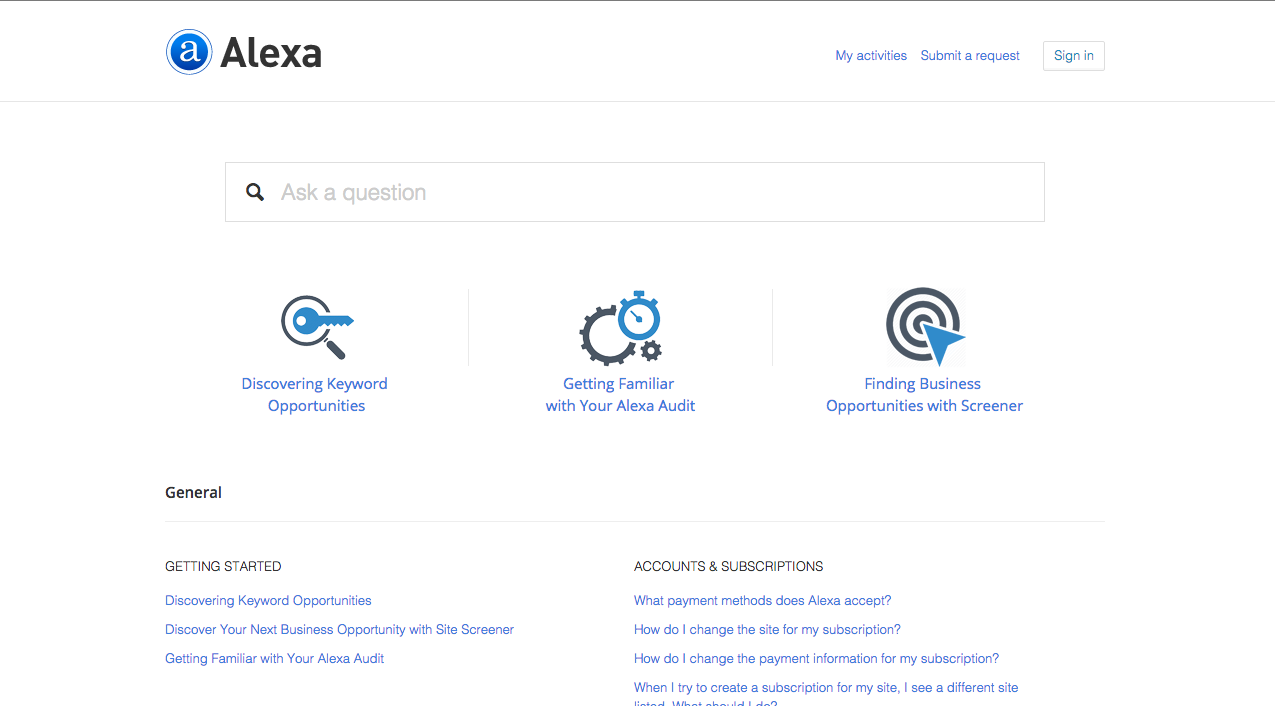 a Alexa
My activities Submit a request Sign in
Ask a question
Discovering Keyword
Opportunities
Getting Familiar
with Your Alexa Audit
Finding Business
Opportunities with Screener
General
GETTING STARTED
Discovering Keyword Opportunities
Discover Your Next Business Opportunity with Site Screener
Getting Familiar with Your Alexa Audit
ACCOUNTS & SUBSCRIPTIONS
What payment methods does Alexa accept?
How do I change the site for my subscription?
How do I change the payment information for my subscription?
When I try to create a subscription for my site, I see a different site
listed. What should I do?